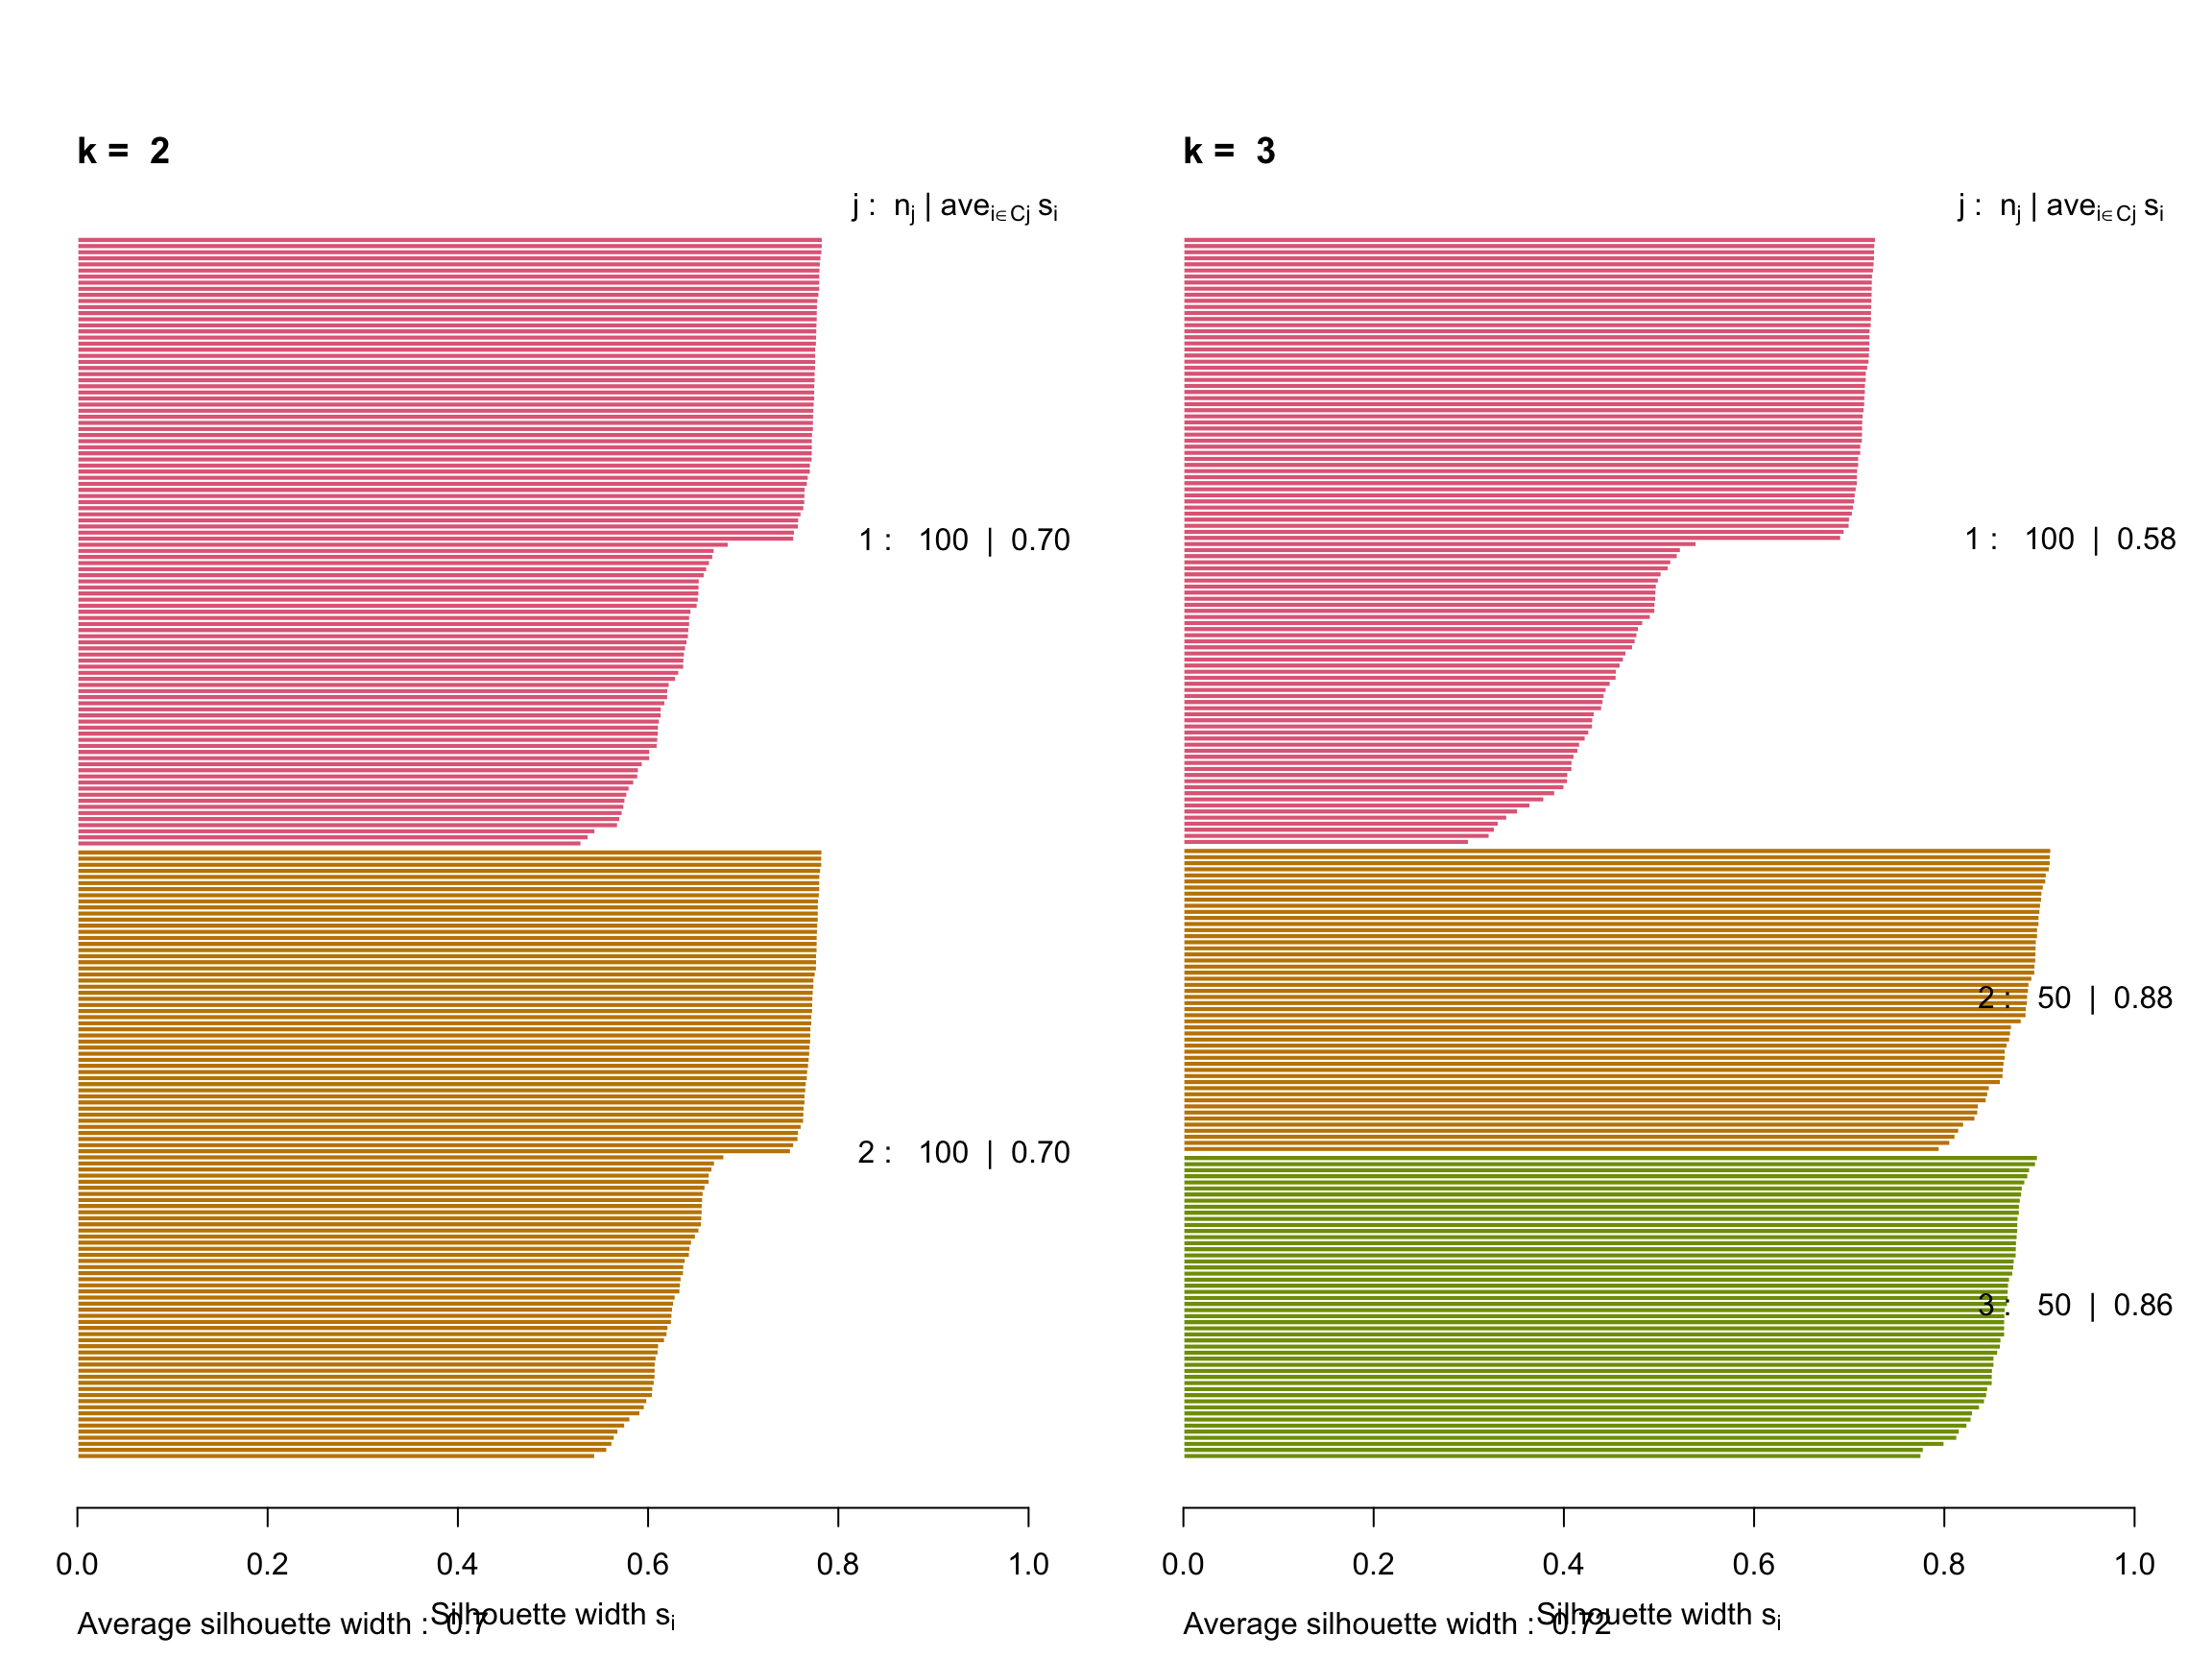 k = 2
j : nj | avei∈Cj si
1 : 100 | 0.70
2 : 100 | 0.70
0.0 0.2 0.4 0.6 0.8 1.0
Silhouette width si
Average silhouette width : 0.7
k = 3
j : nj | avei∈Cj si
1 : 100 | 0.58
2 : 50 | 0.88
3 : 50 | 0.86
0.0 0.2 0.4 0.6 0.8 1.0
Silhouette width si
Average silhouette width : 0.72